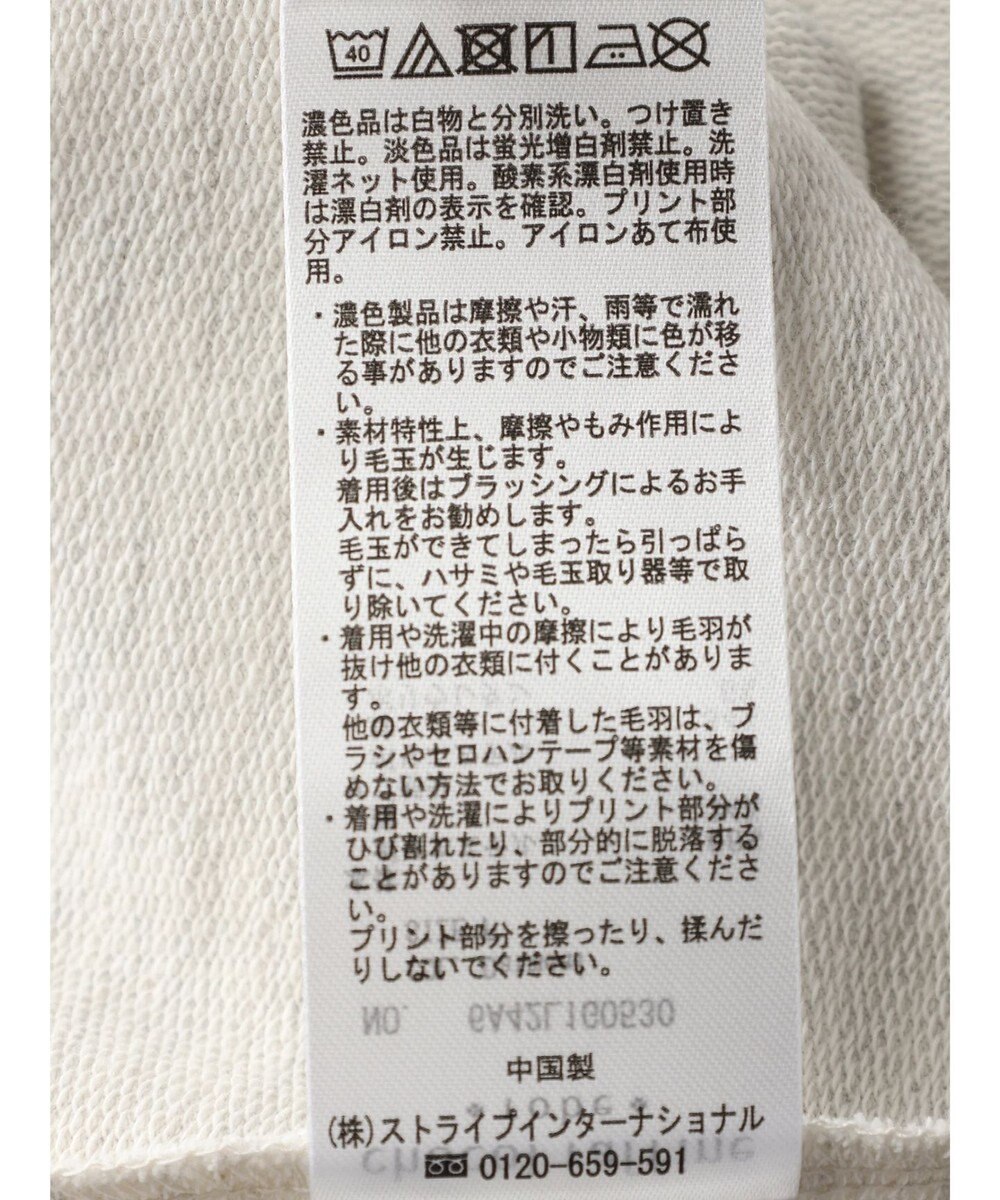 40
濃色品は白物と分別洗い。つけ置き
禁止。淡色品は蛍光増白剤禁止。洗
濯ネット使用。酸素系漂白剤使用時
は漂白剤の表示を確認。プリント部
分アイロン禁止。アイロンあて布使
用。
・濃色製品は摩擦や汗、雨等で濡れ
た際に他の衣類や小物類に色が移
る事がありますのでご注意くださ
い。
・素材特性上、摩擦やもみ作用によ
り毛玉が生じます。
着用後はブラッシングによるお手
入れをお勧めします。
毛玉ができてしまったら引っぱら
ずに、ハサミや毛玉取り器等で取
り除いてください。
・着用や洗濯中の摩擦により毛羽が
抜け他の衣類に付くことがありま
す。
他の衣類等に付着した毛羽は、ブ
ラシやセロハンテープ等素材を傷
めない方法でお取りください。
・着用や洗濯によりプリント部分が
ひび割れたり、部分的に脱落する
ことがありますのでご注意くださ
い。
プリント部分を擦ったり、揉んだ
りしないでください。
NO. 6A42L1G0530
中国製
robe
(株)ストライプインターナショナル
0120-659-591